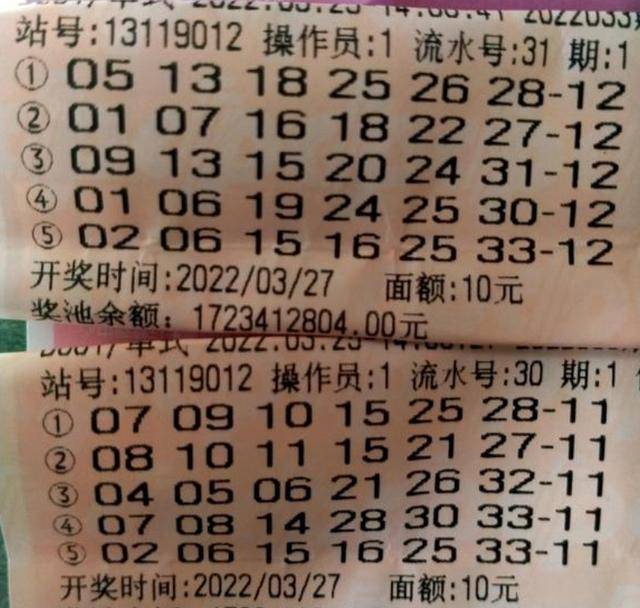 站号:13119012 操作员:1 流水号:31 期:1
① 05 13 18 25 26 28-12
② 01 07 16 18 22 27-12
③ 09 13 15 20 24 31-12
④ 01 06 19 24 25 30-12
⑤ 02 06 15 16 25 33-12
开奖时间:2022/03/27 面额:10元
奖池余额: 1723412804.00元
站号:13119012 操作员:1 流水号:30 期:1
① 07 09 10 15 25 28-11
② 08 10 11 15 21 27-11
③ 04 05 06 21 26 32-11
④ 07 08 14 28 30 33-11
⑤ 02 06 15 16 25 33-11
开奖时间:2022/03/27 面额:10元